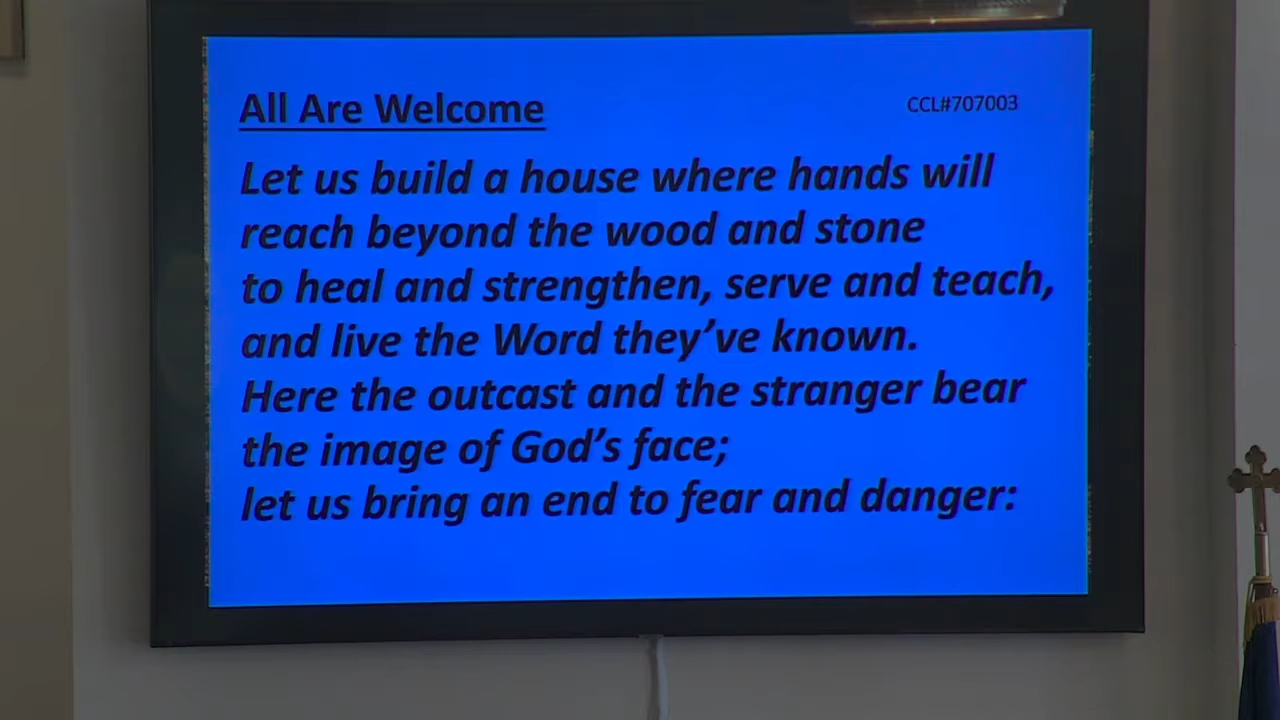 All Are Welcome
CCL#707003
Let us build a house where hands will
reach beyond the wood and stone
to heal and strengthen, serve and teach,
and live the Word they’ve known.
Here the outcast and the stranger bear
the image of God’s face;
let us bring an end to fear and danger: